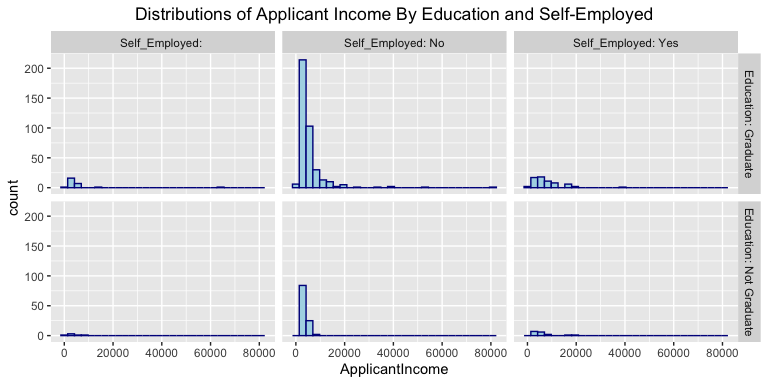 Distributions of Applicant Income By Education and Self-Employed
Self_Employed: Self_Employed: No Self_Employed: Yes
200
150
100
50
0
Education: Graduate
count
200
150
100
50
0
Education: Not Graduate
0 20000 40000 60000 80000 0 20000 40000 60000 80000 0 20000 40000 60000 80000
ApplicantIncome